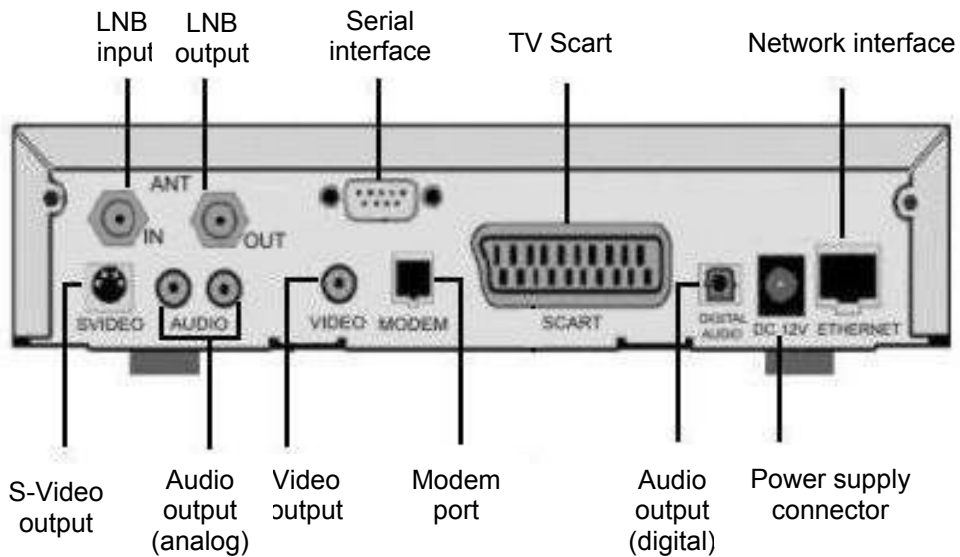 LNB input
LNB output
Serial interface
TV Scart
Network interface
ANT
IN
OUT
SVIDEO
AUDIO
VIDEO
MODEM
SCART
DIGITAL AUDIO
DC 12V
ETHERNET
S-Video output
Audio output (analog)
Video output
Modem port
Audio output (digital)
Power supply connector